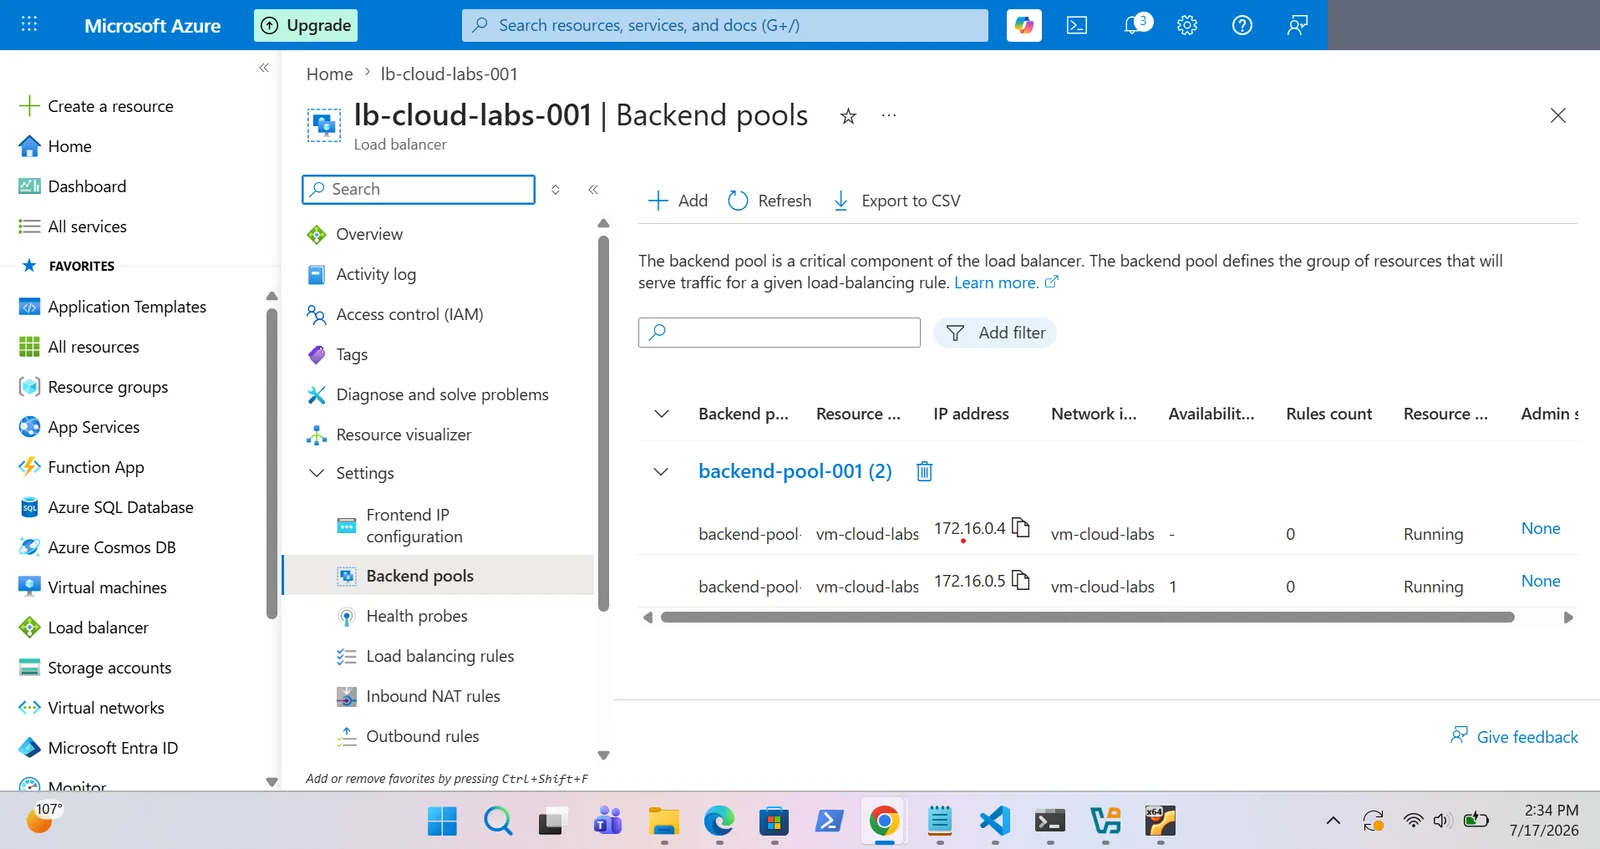 Microsoft Azure
Upgrade
Search resources, services, and docs (G+/)
3
Create a resource
Home
Dashboard
All services
FAVORITES
Application Templates
All resources
Resource groups
App Services
Function App
Azure SQL Database
Azure Cosmos DB
Virtual machines
Load balancer
Storage accounts
Virtual networks
Microsoft Entra ID
Monitor
Home > lb-cloud-labs-001
lb-cloud-labs-001 | Backend pools
Load balancer
Search
Overview
Activity log
Access control (IAM)
Tags
Diagnose and solve problems
Resource visualizer
Settings
Frontend IP
configuration
Backend pools
Health probes
Load balancing rules
Inbound NAT rules
Outbound rules
Add or remove favorites by pressing Ctrl+Shift+F
Add Refresh Export to CSV
The backend pool is a critical component of the load balancer. The backend pool defines the group of resources that will
serve traffic for a given load-balancing rule. Learn more.
Add filter
Backend p... Resource ... IP address Network i... Availabilit... Rules count Resource ... Admin s
backend-pool-001 (2)
backend-pool- vm-cloud-labs 172.16.0.4 vm-cloud-labs - 0 Running None
backend-pool- vm-cloud-labs 172.16.0.5 vm-cloud-labs 1 0 Running None
Give feedback
107°
x64
2:34 PM
7/17/2026